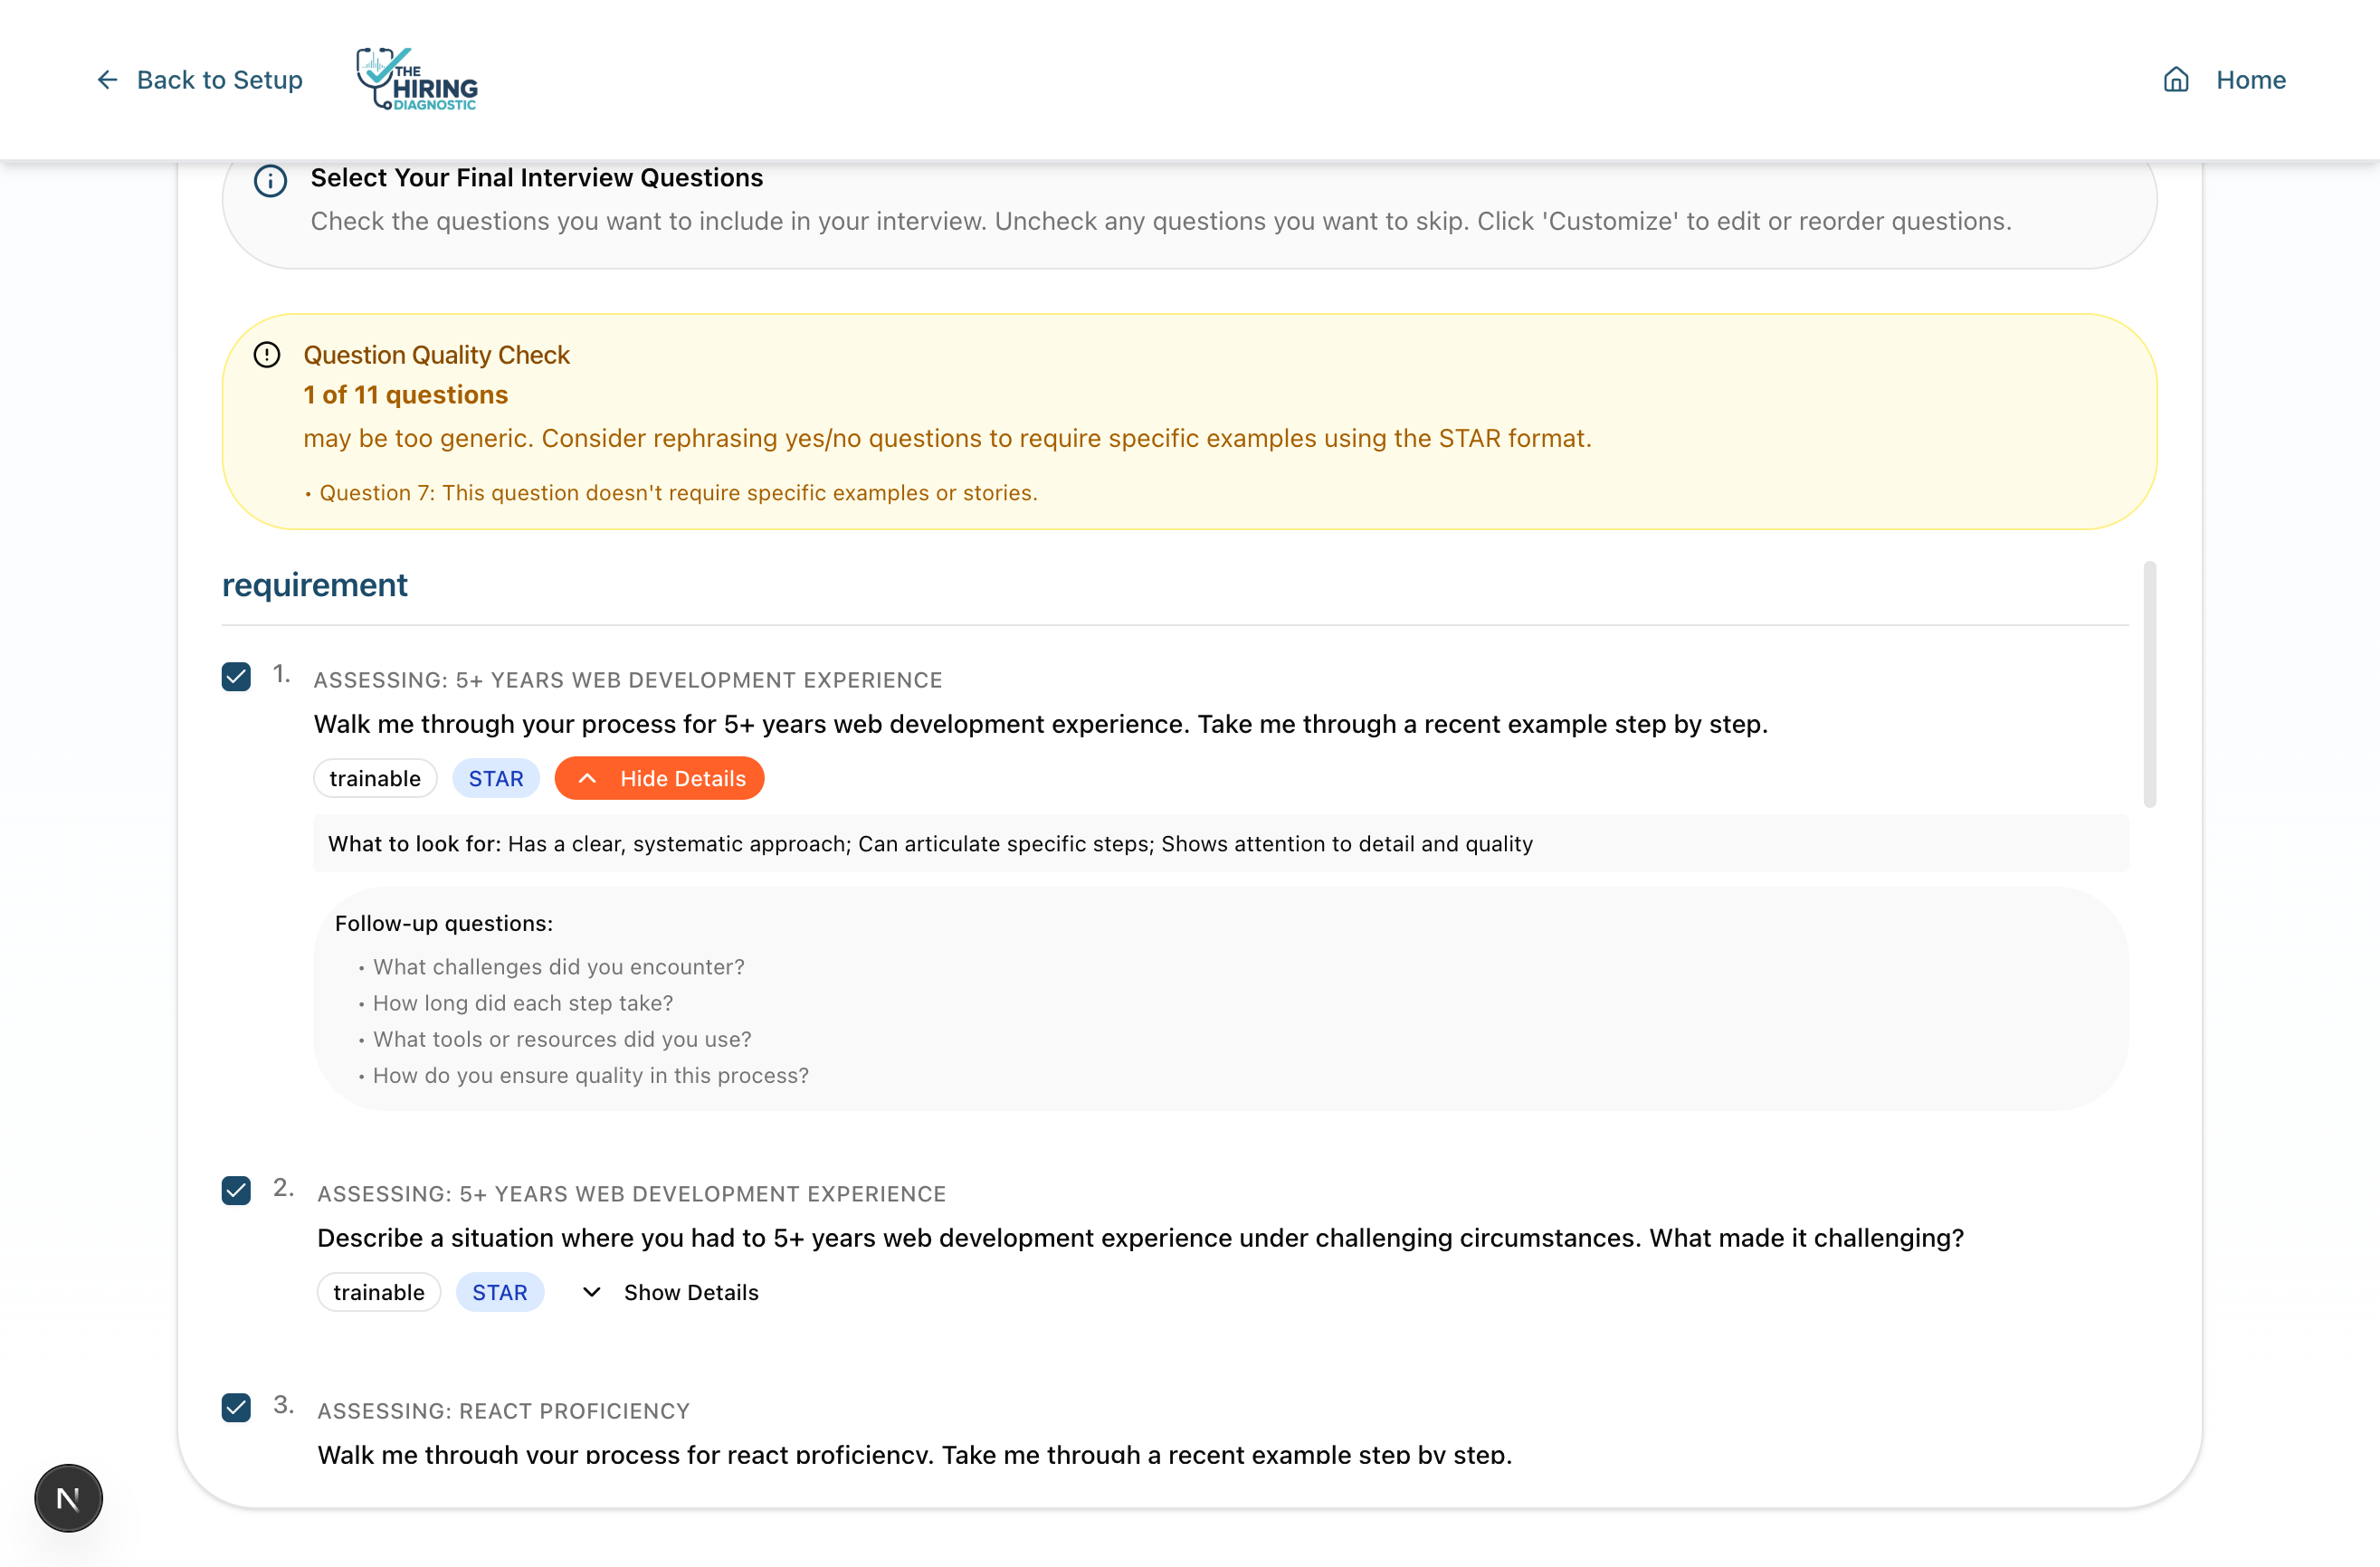 Back to Setup
THE
HIRING
DIAGNOSTIC
Home
Select Your Final Interview Questions
Check the questions you want to include in your interview. Uncheck any questions you want to skip. Click 'Customize' to edit or reorder questions.
Question Quality Check
1 of 11 questions
may be too generic. Consider rephrasing yes/no questions to require specific examples using the STAR format.
• Question 7: This question doesn't require specific examples or stories.
requirement
1. ASSESSING: 5+ YEARS WEB DEVELOPMENT EXPERIENCE
Walk me through your process for 5+ years web development experience. Take me through a recent example step by step.
trainable STAR Hide Details
What to look for: Has a clear, systematic approach; Can articulate specific steps; Shows attention to detail and quality
Follow-up questions:
• What challenges did you encounter?
• How long did each step take?
• What tools or resources did you use?
• How do you ensure quality in this process?
2. ASSESSING: 5+ YEARS WEB DEVELOPMENT EXPERIENCE
Describe a situation where you had to 5+ years web development experience under challenging circumstances. What made it challenging?
trainable STAR Show Details
3. ASSESSING: REACT PROFICIENCY
Walk me through your process for react proficiency. Take me through a recent example step by step.
N